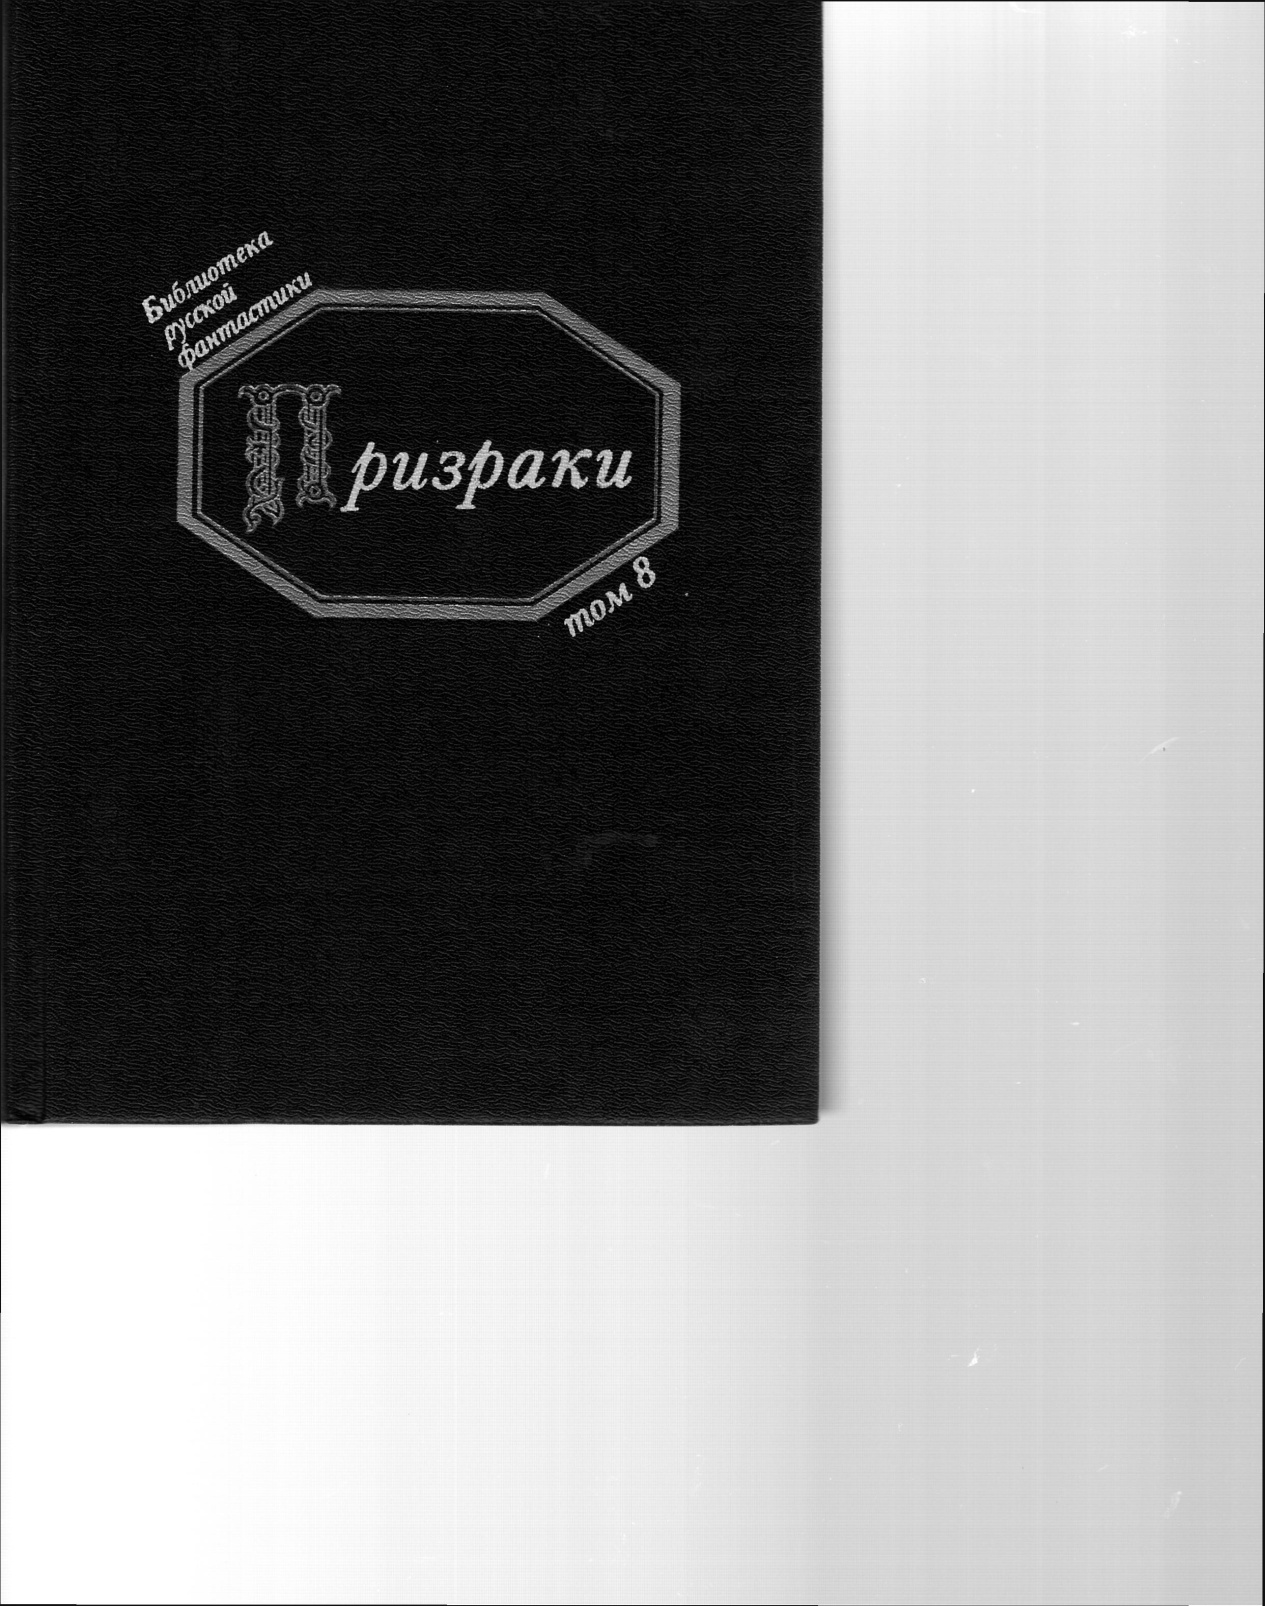 Библиотека
русской
фантастики
Призраки
том 8